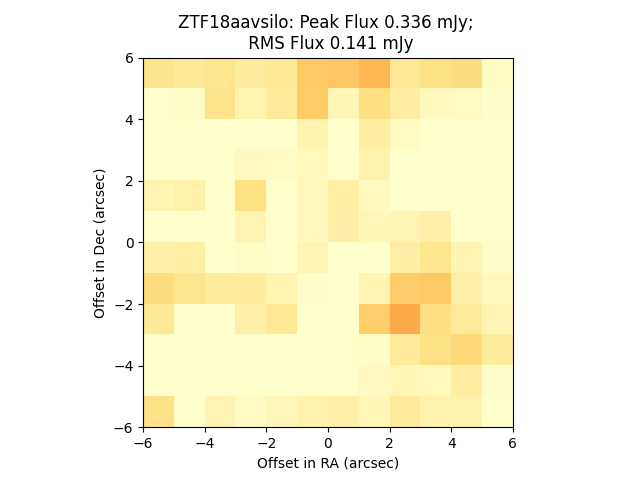 ZTF18aavsilo: Peak Flux 0.336 mJy;
RMS Flux 0.141 mJy
6
4
2
0
−2
−4
−6
Offset in Dec (arcsec)
−6 −4 −2 0 2 4 6
Offset in RA (arcsec)